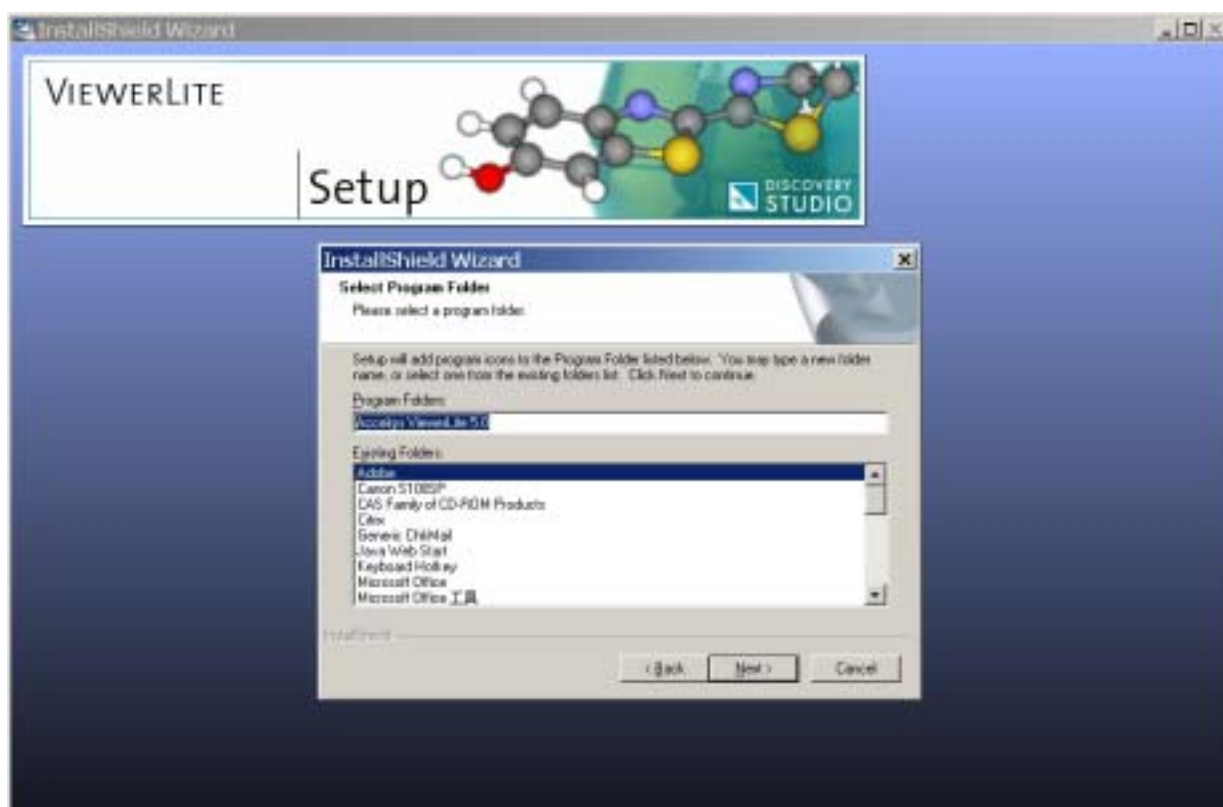 InstallShield Wizard
VIEWERLITE
Setup
DISCOVERY
STUDIO
InstallShield Wizard
Select Program Folder
Please select a program folder.
Setup will add program icons to the Program Folder listed below. You may type a new folder
name, or select one from the existing folders list. Click Next to continue.
Program Folders:
Accelrys ViewerLite 5.0
Existing Folders:
Adobe
Canon
CAS Family of CD-ROM Products
Citrix
Generic
Java Web Start
Keyboard Hotkey
Microsoft Office
Microsoft Office 工具
InstallShield
< Back
Next >
Cancel